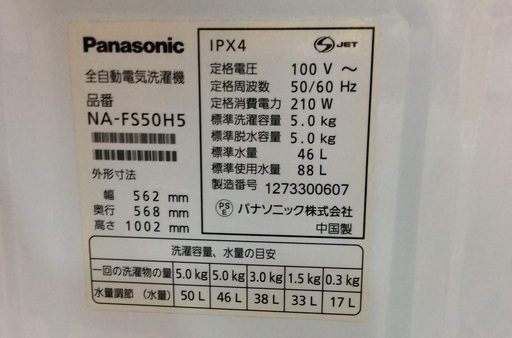 Panasonic
全自動電気洗濯機
品番
NA-FS50H5
外形寸法
幅 562 mm
奥行 568 mm
高さ 1002 mm
IPX4
S JET
定格電圧 100 V ～
定格周波数 50/60 Hz
定格消費電力 210 W
標準洗濯容量 5.0 kg
標準脱水容量 5.0 kg
標準水量 46 L
標準使用水量 88 L
製造番号 1273300607
PS E パナソニック株式会社
中国製
洗濯容量、水量の目安
一回の洗濯物の量 5.0 kg 5.0 kg 3.0 kg 1.5 kg 0.3 kg
水量調節（水量） 50 L 46 L 38 L 33 L 17 L